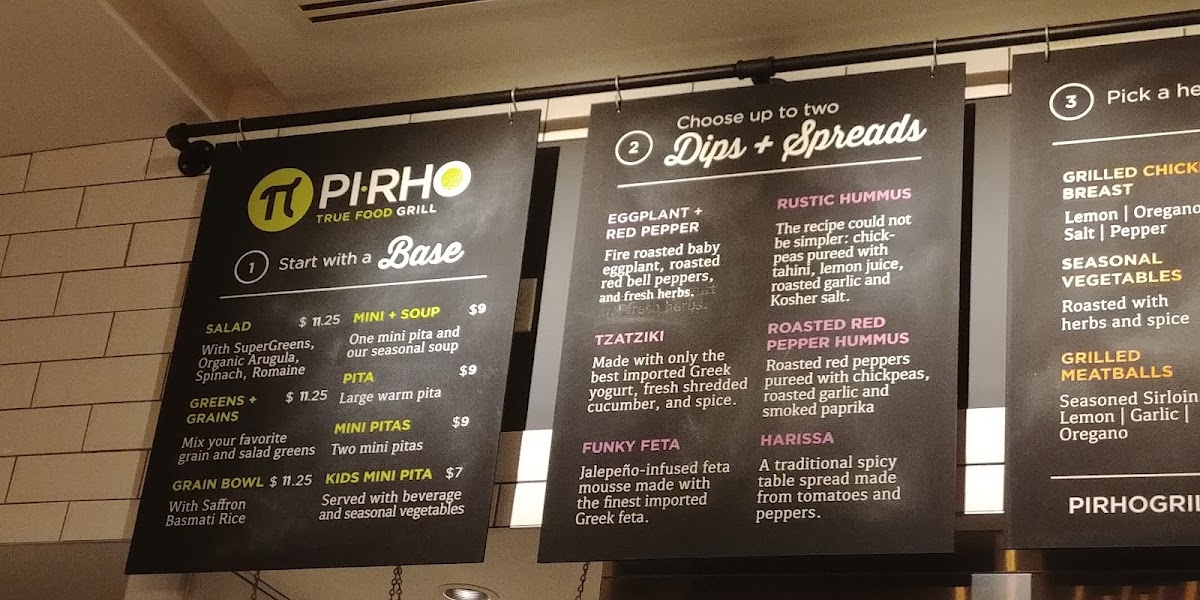 π PI·RHO
TRUE FOOD GRILL
1 Start with a Base
SALAD $ 11.25
With SuperGreens,
Organic Arugula,
Spinach, Romaine
GREENS + $ 11.25
GRAINS
Mix your favorite
grain and salad greens
GRAIN BOWL $ 11.25
With Saffron
Basmati Rice
MINI + SOUP $9
One mini pita and
our seasonal soup
PITA $9
Large warm pita
MINI PITAS $9
Two mini pitas
KIDS MINI PITA $7
Served with beverage
and seasonal vegetables
2 Choose up to two
Dips + Spreads
EGGPLANT +
RED PEPPER
Fire roasted baby
eggplant, roasted
red bell peppers,
and fresh herbs.
fresh herbs.
TZATZIKI
Made with only the
best imported Greek
yogurt, fresh shredded
cucumber, and spice.
FUNKY FETA
Jalepeño-infused feta
mousse made with
the finest imported
Greek feta.
RUSTIC HUMMUS
The recipe could not
be simpler: chick-
peas pureed with
tahini, lemon juice,
roasted garlic and
Kosher salt.
ROASTED RED
PEPPER HUMMUS
Roasted red peppers
pureed with chickpeas,
roasted garlic and
smoked paprika
HARISSA
A traditional spicy
table spread made
from tomatoes and
peppers.
3 Pick a he
GRILLED CHICK
BREAST
Lemon | Oregano
Salt | Pepper
SEASONAL
VEGETABLES
Roasted with
herbs and spice
GRILLED
MEATBALLS
Seasoned Sirloin
Lemon | Garlic |
Oregano
PIRHOGRIL